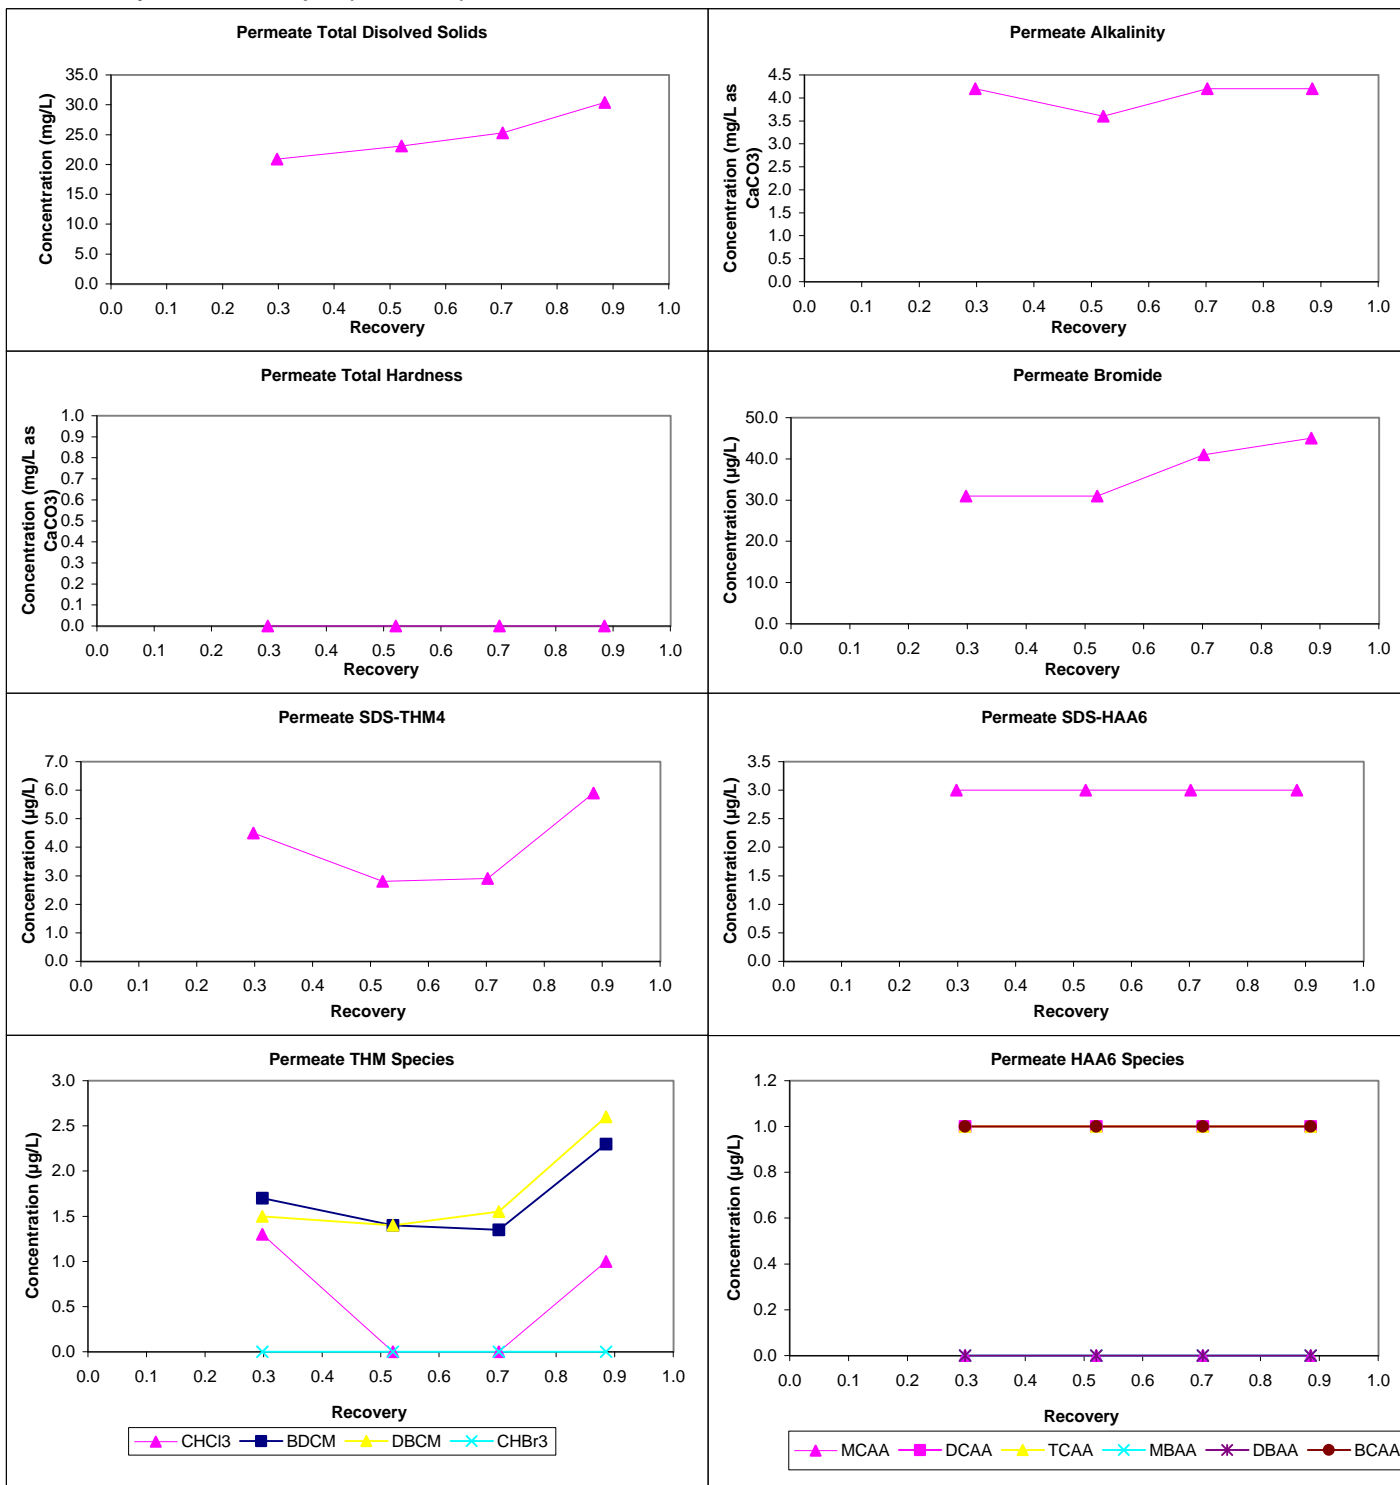 Permeate Total Disolved Solids
Concentration (mg/L)
35.0
30.0
25.0
20.0
15.0
10.0
5.0
0.0
0.0 0.1 0.2 0.3 0.4 0.5 0.6 0.7 0.8 0.9 1.0
Recovery
Permeate Alkalinity
Concentration (mg/L as
CaCO3)
4.5
4.0
3.5
3.0
2.5
2.0
1.5
1.0
0.5
0.0
0.0 0.1 0.2 0.3 0.4 0.5 0.6 0.7 0.8 0.9 1.0
Recovery
Permeate Total Hardness
Concentration (mg/L as
CaCO3)
1.0
0.9
0.8
0.7
0.6
0.5
0.4
0.3
0.2
0.1
0.0
0.0 0.1 0.2 0.3 0.4 0.5 0.6 0.7 0.8 0.9 1.0
Recovery
Permeate Bromide
Concentration (µg/L)
50.0
40.0
30.0
20.0
10.0
0.0
0.0 0.1 0.2 0.3 0.4 0.5 0.6 0.7 0.8 0.9 1.0
Recovery
Permeate SDS-THM4
Concentration (µg/L)
7.0
6.0
5.0
4.0
3.0
2.0
1.0
0.0
0.0 0.1 0.2 0.3 0.4 0.5 0.6 0.7 0.8 0.9 1.0
Recovery
Permeate SDS-HAA6
Concentration (µg/L)
3.5
3.0
2.5
2.0
1.5
1.0
0.5
0.0
0.0 0.1 0.2 0.3 0.4 0.5 0.6 0.7 0.8 0.9 1.0
Recovery
Permeate THM Species
Concentration (µg/L)
3.0
2.5
2.0
1.5
1.0
0.5
0.0
0.0 0.1 0.2 0.3 0.4 0.5 0.6 0.7 0.8 0.9 1.0
Recovery
CHCl3 BDCM DBCM CHBr3
Permeate HAA6 Species
Concentration (µg/L)
1.2
1.0
0.8
0.6
0.4
0.2
0.0
0.0 0.1 0.2 0.3 0.4 0.5 0.6 0.7 0.8 0.9 1.0
Recovery
MCAA DCAA TCAA MBAA DBAA BCAA